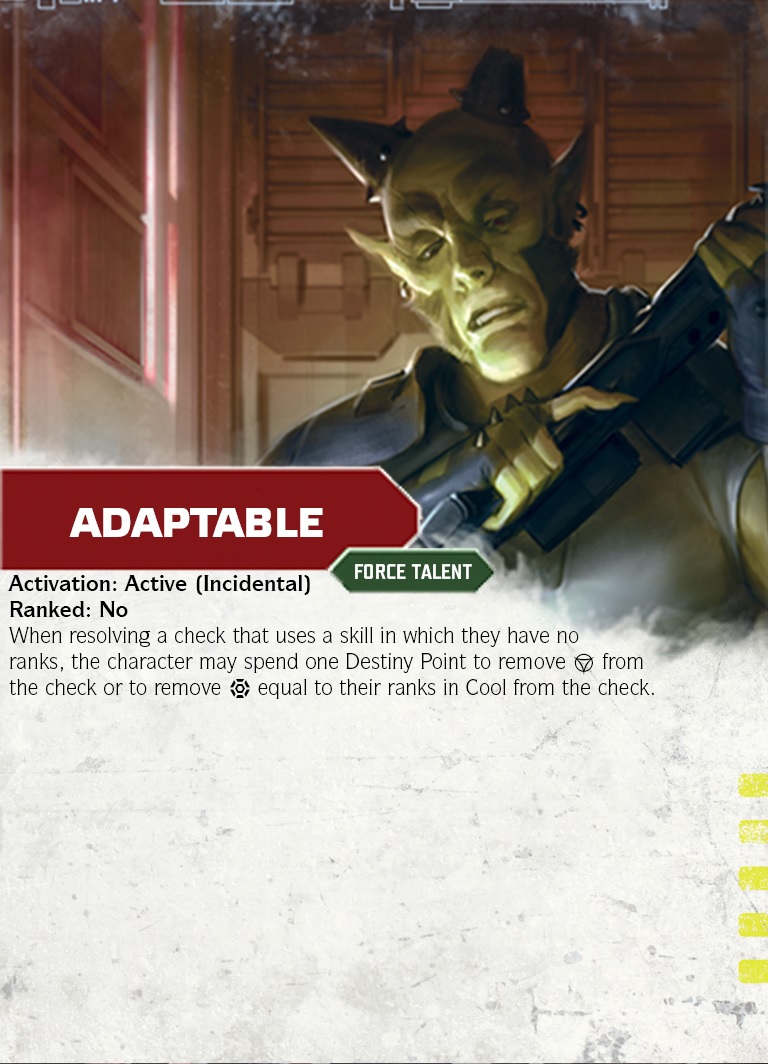 ADAPTABLE
FORCE TALENT
Activation: Active (Incidental)
Ranked: No
When resolving a check that uses a skill in which they have no
ranks, the character may spend one Destiny Point to remove from
the check or to remove equal to their ranks in Cool from the check.